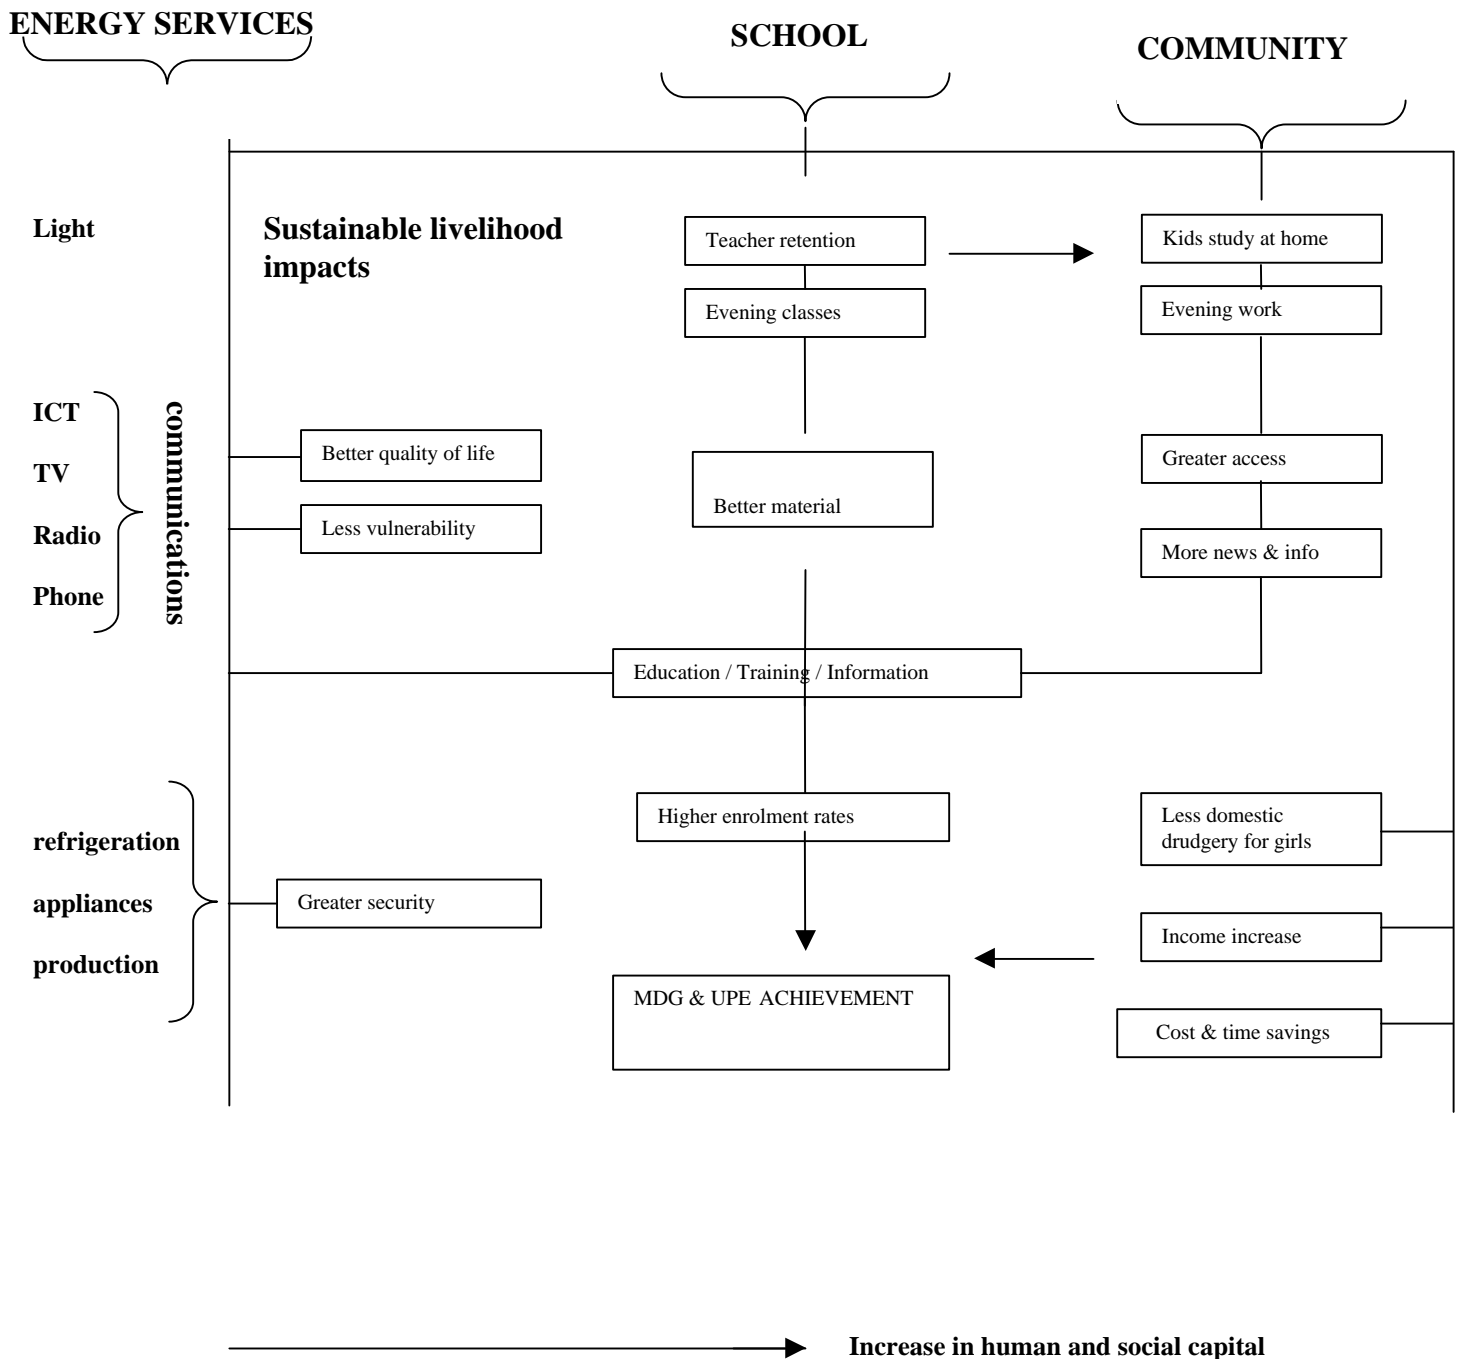 ENERGY SERVICES
SCHOOL
COMMUNITY
Light
Sustainable livelihood
impacts
Teacher retention
Kids study at home
Evening classes
Evening work
ICT
TV
Radio
Phone
communications
Better quality of life
Less vulnerability
Better material
Greater access
More news & info
Education / Training / Information
refrigeration
appliances
production
Greater security
Higher enrolment rates
Less domestic
drudgery for girls
Income increase
MDG & UPE ACHIEVEMENT
Cost & time savings
Increase in human and social capital